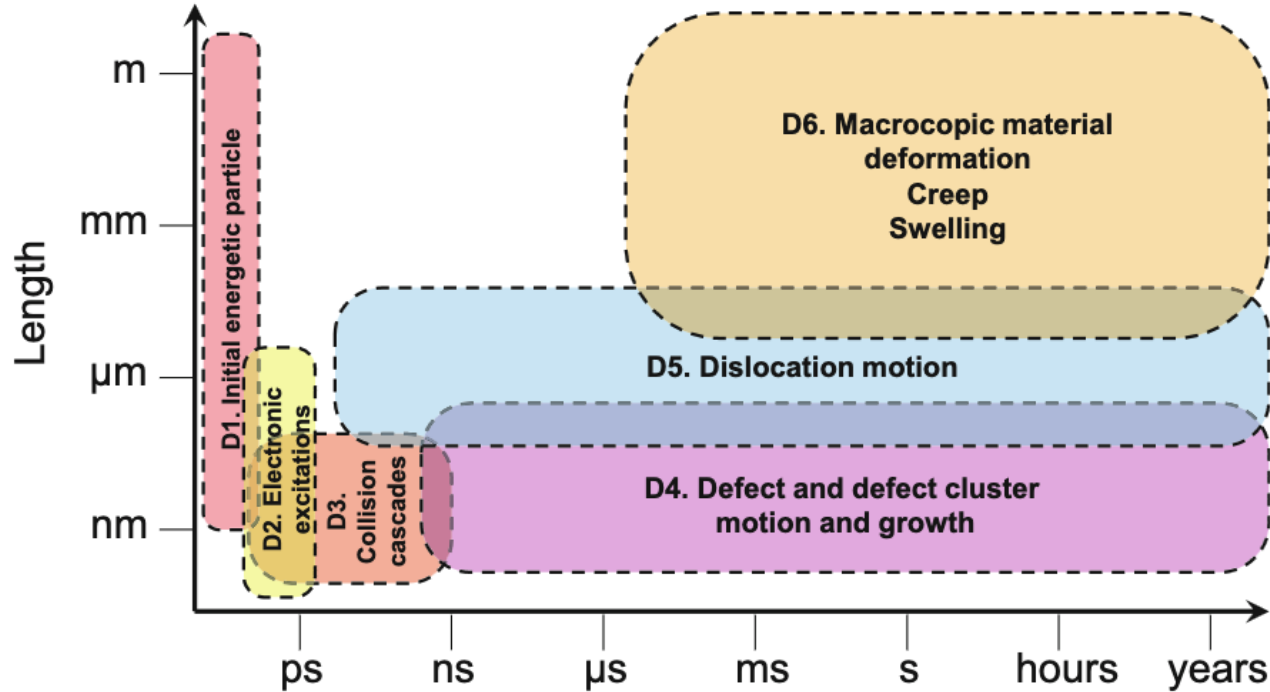 Length
m
mm
µm
nm
D1. Initial energetic particle
D2. Electronic
excitations
D3.
Collision
cascades
D6. Macrocopic material
deformation
Creep
Swelling
D5. Dislocation motion
D4. Defect and defect cluster
motion and growth
ps
ns
µs
ms
s
hours
years